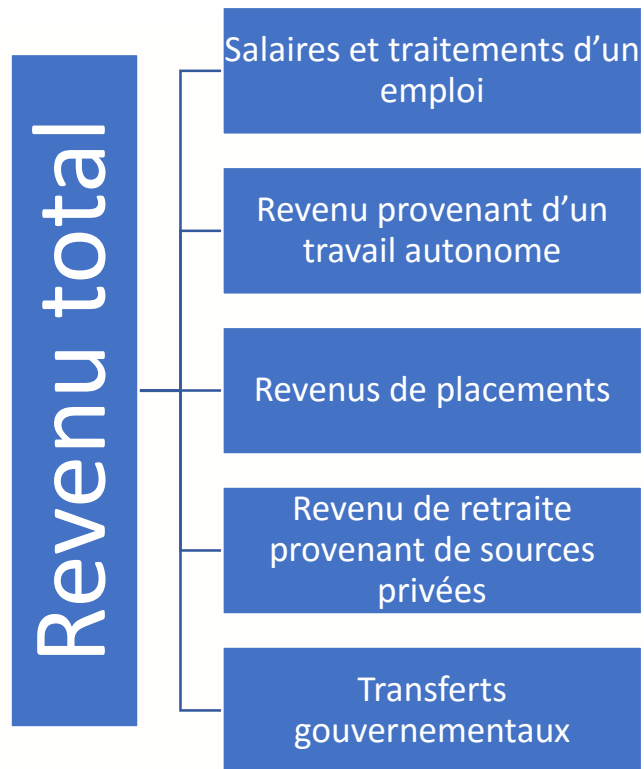 Revenu total
Salaires et traitements d’un
emploi
Revenu provenant d’un
travail autonome
Revenus de placements
Revenu de retraite
provenant de sources
privées
Transferts
gouvernementaux